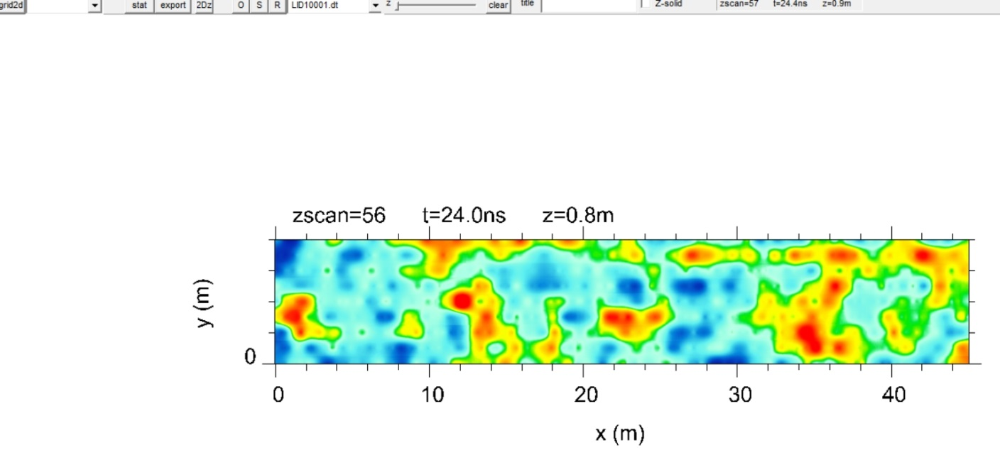 grid2d stat export 2Dz O S R LID10001.dt z clear title Z-solid zscan=57 t=24.4ns z=0.9m
zscan=56 t=24.0ns z=0.8m
y (m)
0
0 10 20 30 40
x (m)